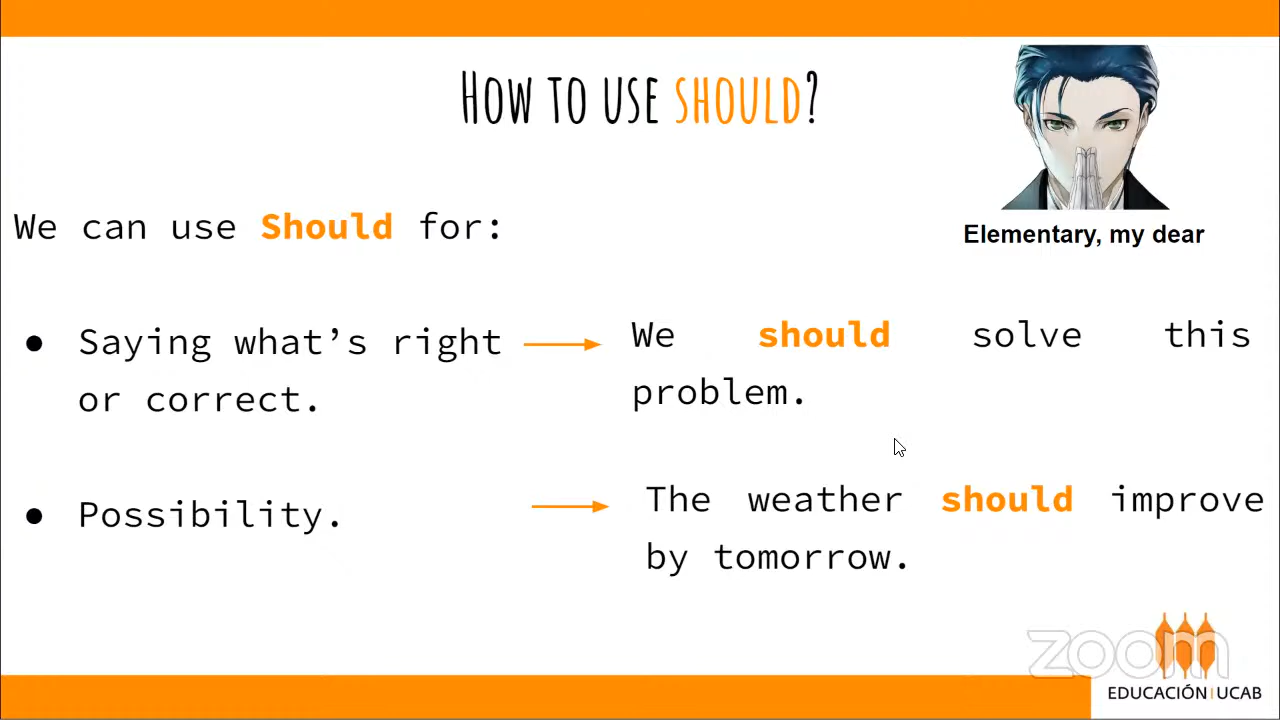 HOW TO USE SHOULD?
Elementary, my dear
We can use Should for:
● Saying what's right
or correct.
We should solve this
problem.
● Possibility.
The weather should improve
by tomorrow.
zoom
EDUCACIÓN | UCAB